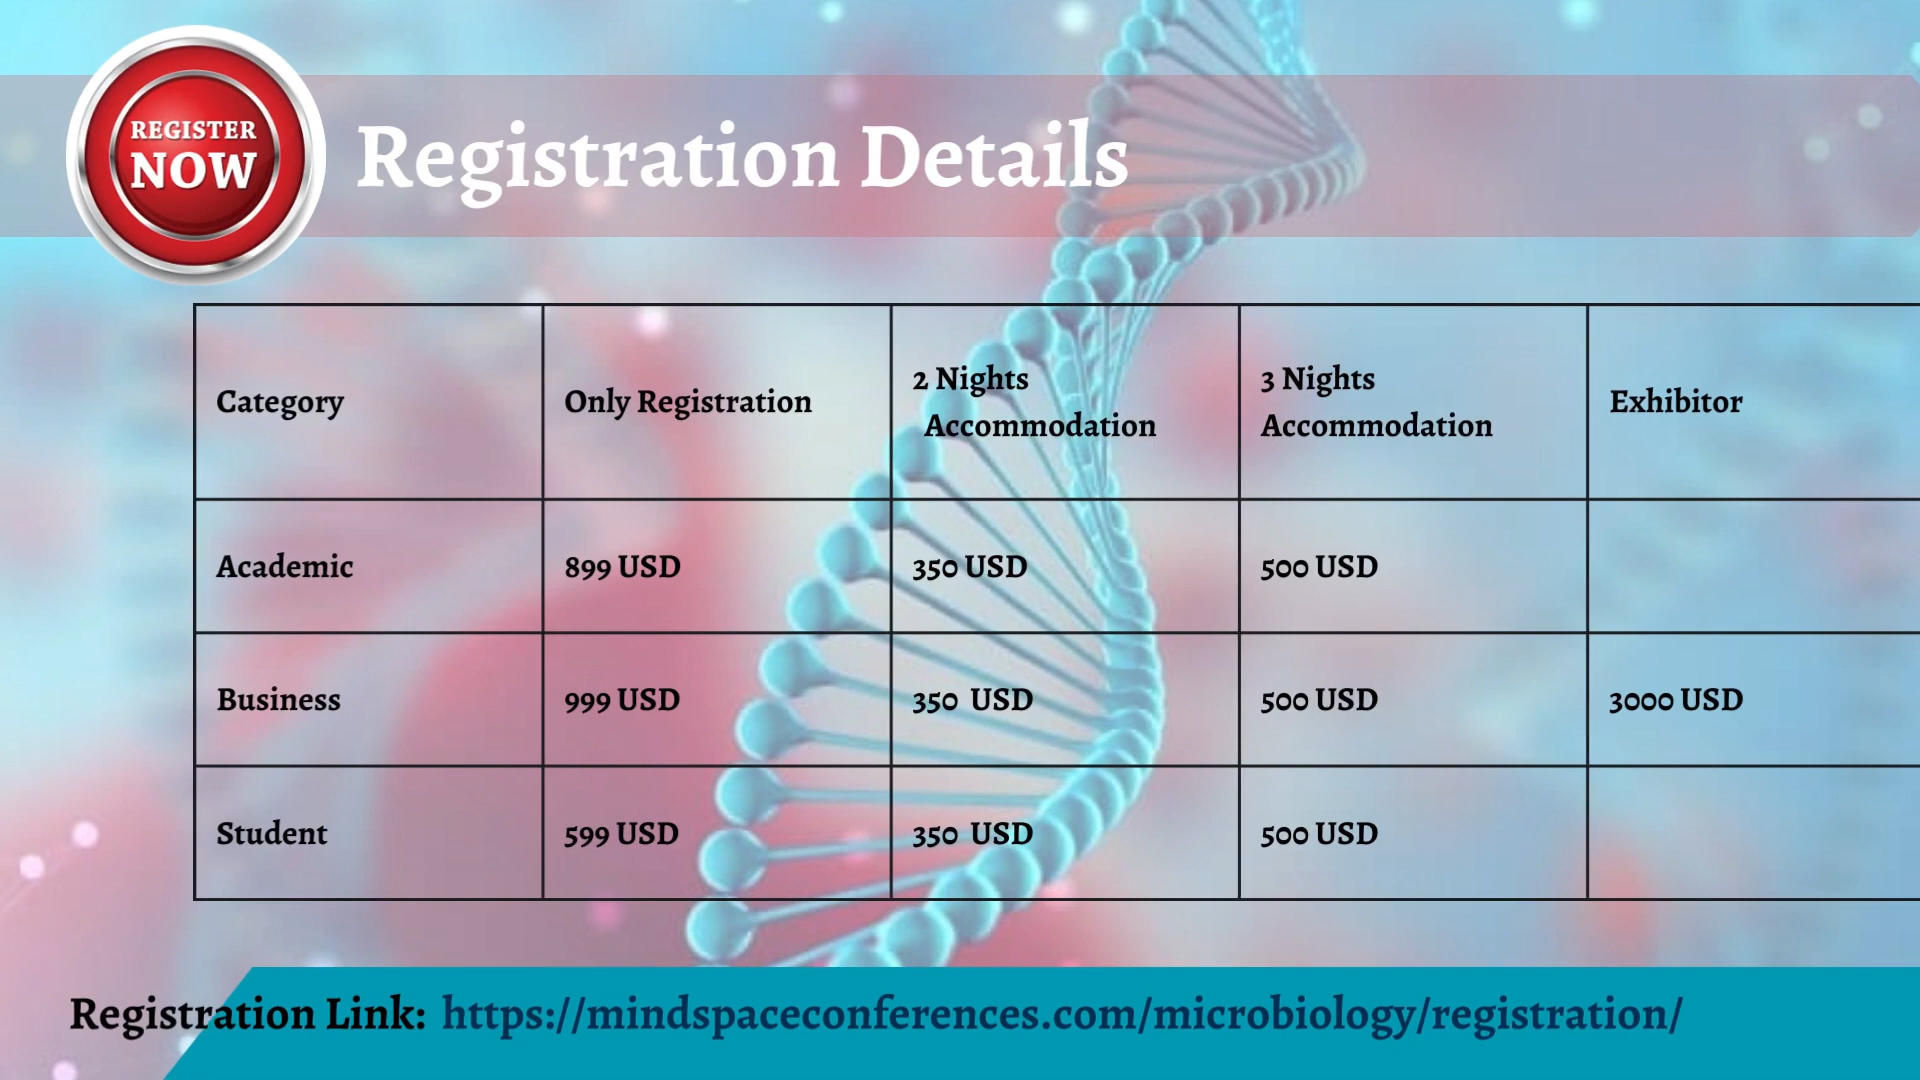 REGISTER
NOW
Registration Details
Category Only Registration 2 Nights Accommodation 3 Nights Accommodation Exhibitor
Academic 899 USD 350 USD 500 USD
Business 999 USD 350 USD 500 USD 3000 USD
Student 599 USD 350 USD 500 USD
Registration Link: https://mindspaceconferences.com/microbiology/registration/